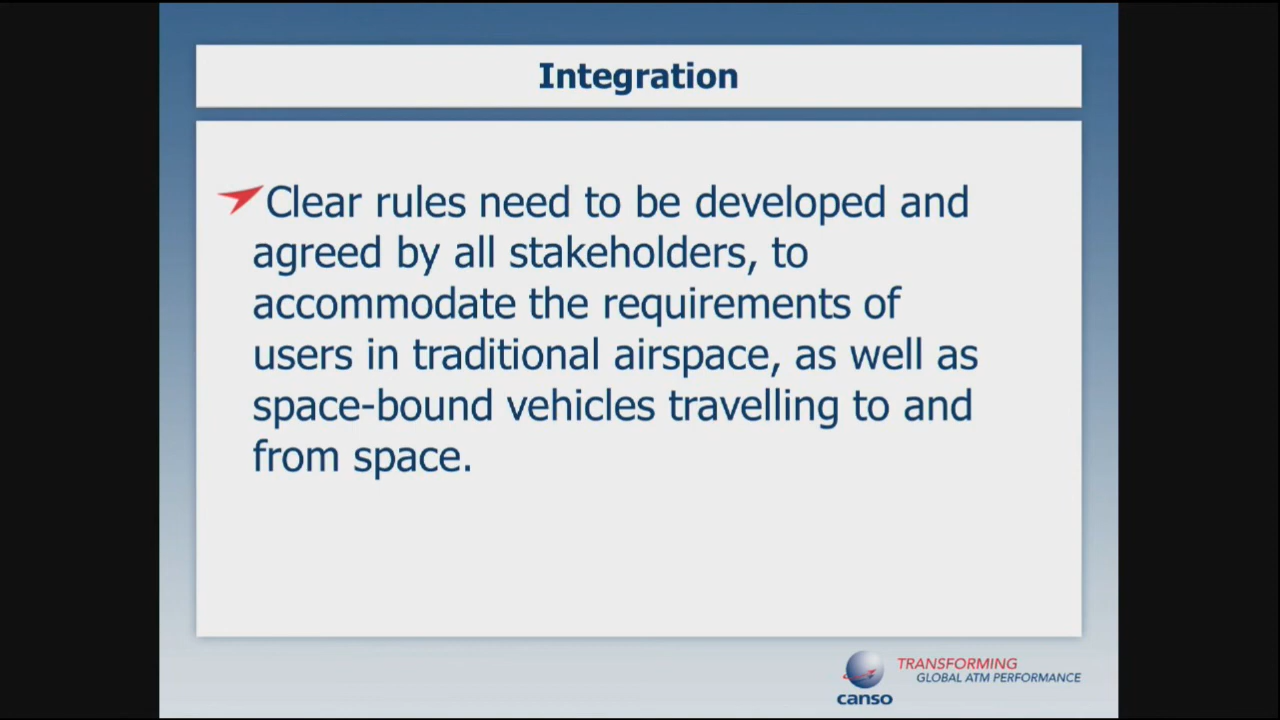 Integration
Clear rules need to be developed and
agreed by all stakeholders, to
accommodate the requirements of
users in traditional airspace, as well as
space-bound vehicles travelling to and
from space.
TRANSFORMING
GLOBAL ATM PERFORMANCE
canso